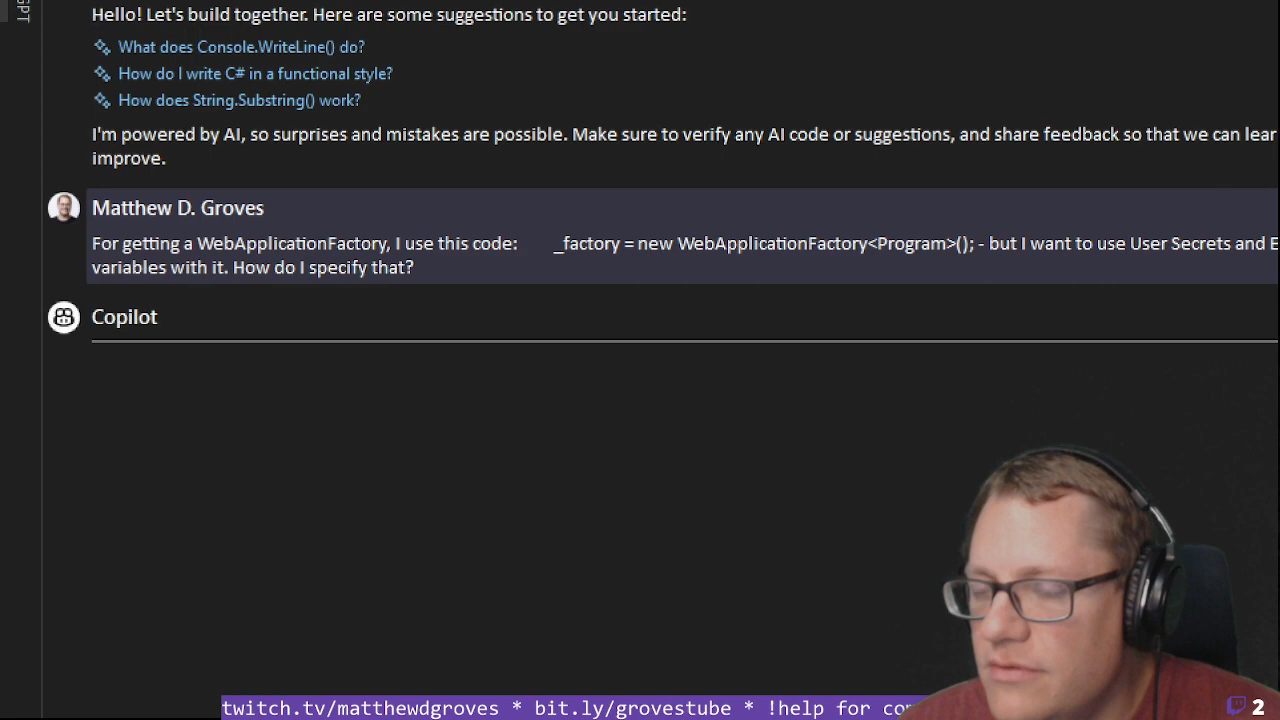 GPT
Hello! Let's build together. Here are some suggestions to get you started:
What does Console.WriteLine() do?
How do I write C# in a functional style?
How does String.Substring() work?
I'm powered by AI, so surprises and mistakes are possible. Make sure to verify any AI code or suggestions, and share feedback so that we can lear
improve.
Matthew D. Groves
For getting a WebApplicationFactory, I use this code: _factory = new WebApplicationFactory<Program>(); - but I want to use User Secrets and E
variables with it. How do I specify that?
Copilot
twitch.tv/matthewdgroves * bit.ly/grovestube * !help for
2